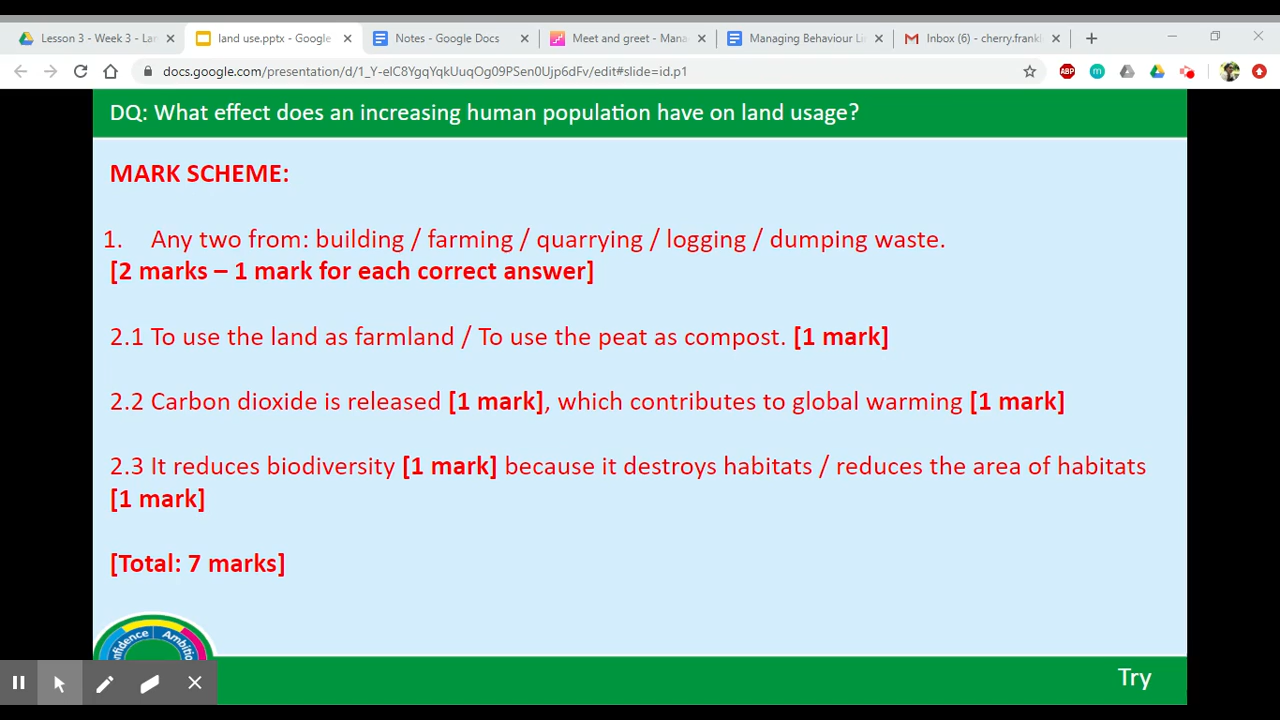 Lesson 3 - Week 3 - Lan
land use.pptx - Google
Notes - Google Docs
Meet and greet - Mana
Managing Behaviour Li
Inbox (6) - cherry.frankl
docs.google.com/presentation/d/1_Y-eIC8YgqYqkUuqOg09PSen0Ujp6dFv/edit#slide=id.p1
ABP
m
DQ: What effect does an increasing human population have on land usage?
MARK SCHEME:
1. Any two from: building / farming / quarrying / logging / dumping waste.
[2 marks – 1 mark for each correct answer]
2.1 To use the land as farmland / To use the peat as compost. [1 mark]
2.2 Carbon dioxide is released [1 mark], which contributes to global warming [1 mark]
2.3 It reduces biodiversity [1 mark] because it destroys habitats / reduces the area of habitats
[1 mark]
[Total: 7 marks]
fidence Ambitio
Try